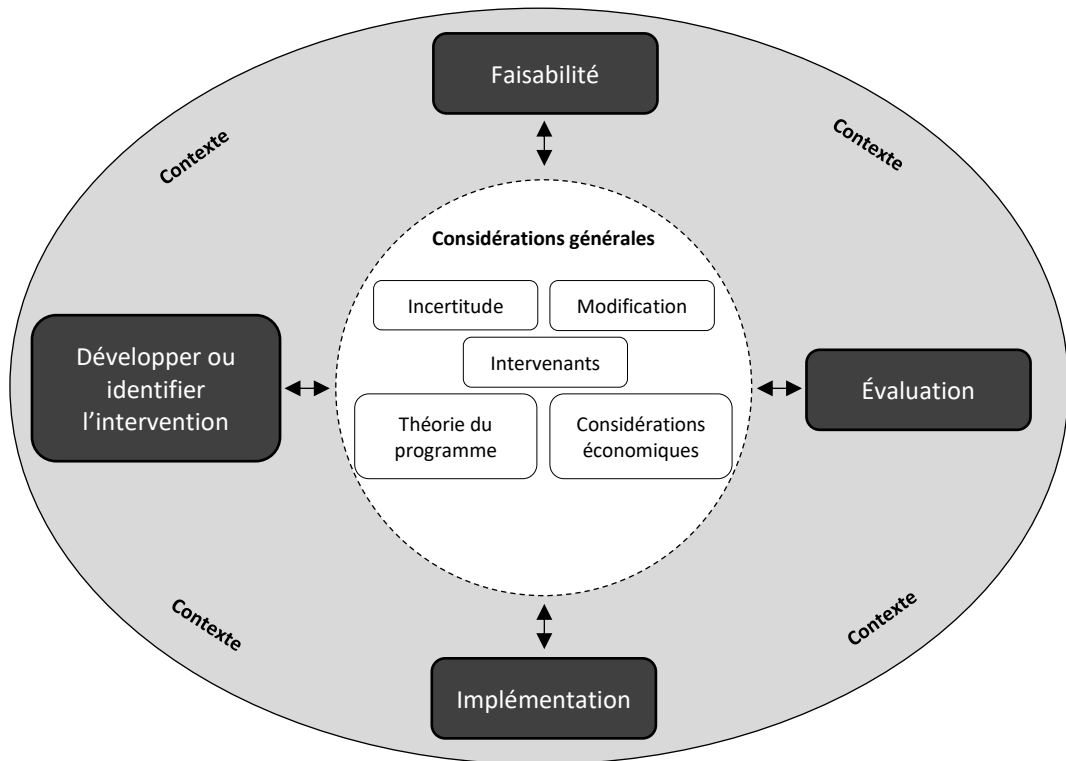 Faisabilité
Contexte
Contexte
Considérations générales
Incertitude
Modification
Intervenants
Développer ou
identifier
l’intervention
Évaluation
Théorie du
programme
Considérations
économiques
Contexte
Contexte
Implémentation